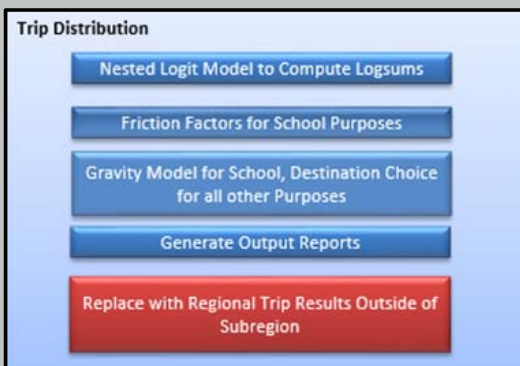 Trip Distribution
Nested Logit Model to Compute Logsums
Friction Factors for School Purposes
Gravity Model for School, Destination Choice
for all other Purposes
Generate Output Reports
Replace with Regional Trip Results Outside of
Subregion